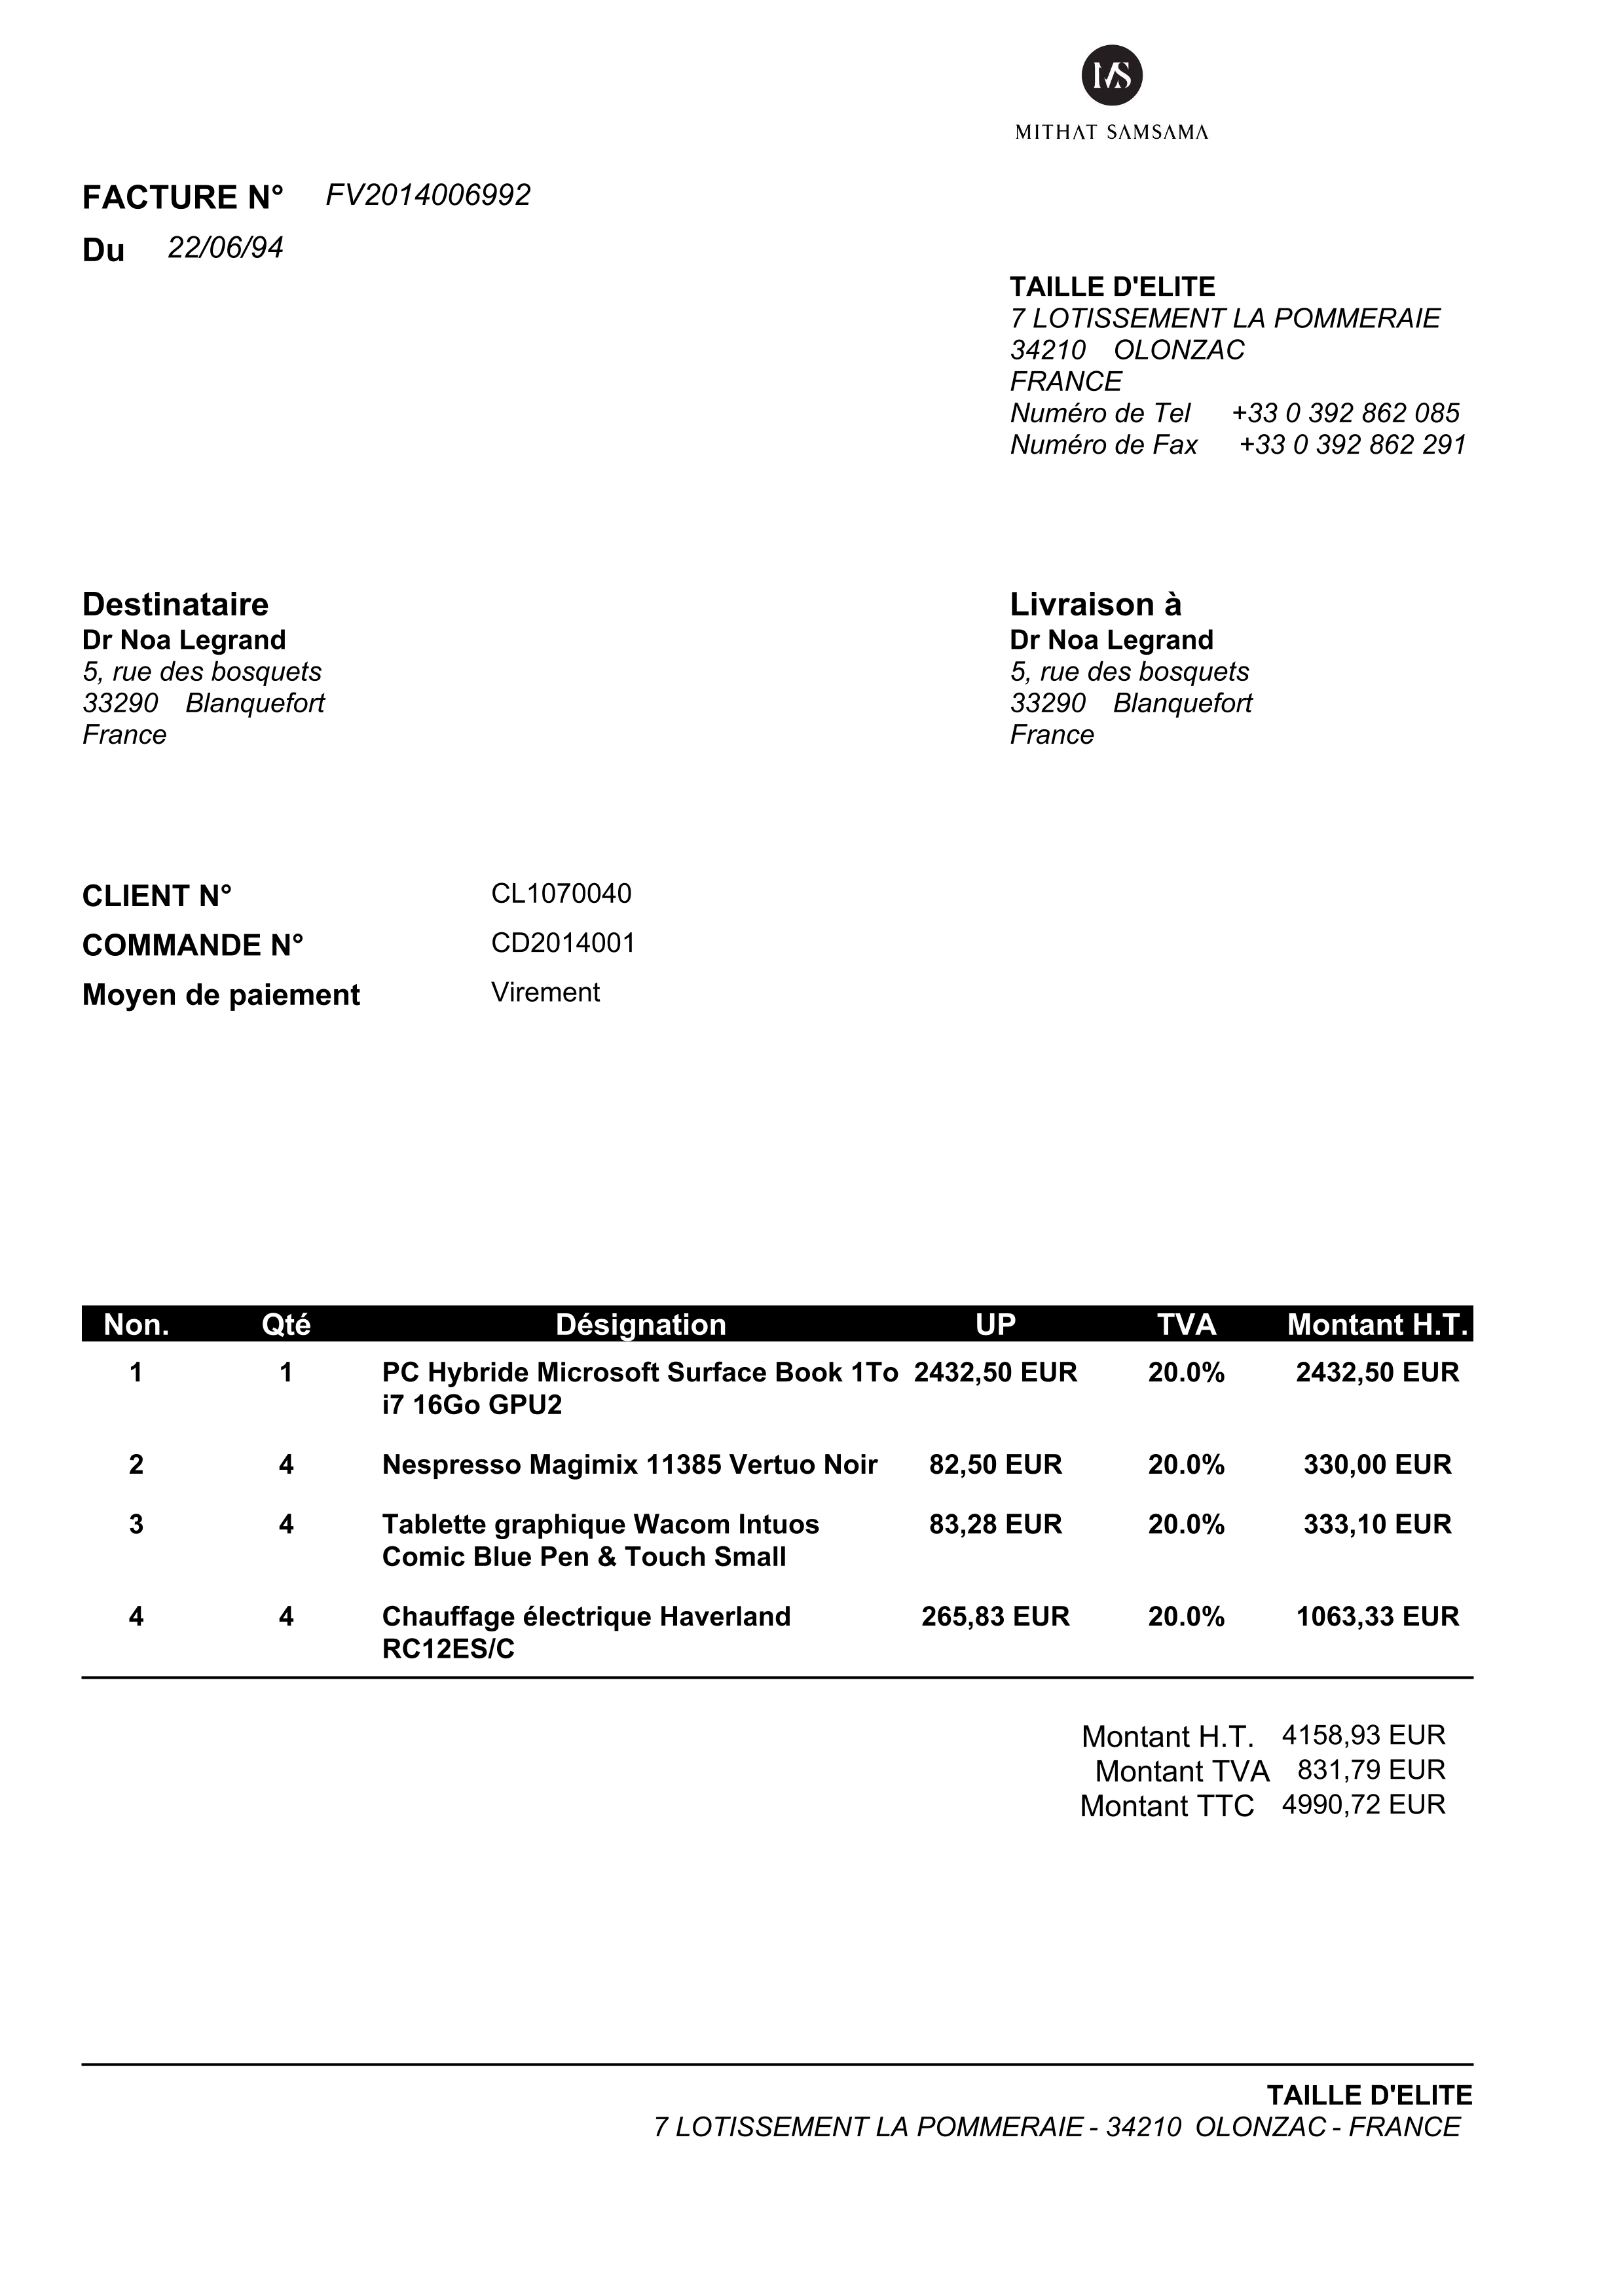 MS
MITHAT SAMSAMA
FACTURE N° FV2014006992
Du 22/06/94
TAILLE D'ELITE
7 LOTISSEMENT LA POMMERAIE
34210 OLONZAC
FRANCE
Numéro de Tel +33 0 392 862 085
Numéro de Fax +33 0 392 862 291
Destinataire
Dr Noa Legrand
5, rue des bosquets
33290 Blanquefort
France
Livraison à
Dr Noa Legrand
5, rue des bosquets
33290 Blanquefort
France
CLIENT N° CL1070040
COMMANDE N° CD2014001
Moyen de paiement Virement
Non. Qté Désignation UP TVA Montant H.T.
1 1 PC Hybride Microsoft Surface Book 1To 2432,50 EUR 20.0% 2432,50 EUR
i7 16Go GPU2
2 4 Nespresso Magimix 11385 Vertuo Noir 82,50 EUR 20.0% 330,00 EUR
3 4 Tablette graphique Wacom Intuos 83,28 EUR 20.0% 333,10 EUR
Comic Blue Pen & Touch Small
4 4 Chauffage électrique Haverland 265,83 EUR 20.0% 1063,33 EUR
RC12ES/C
Montant H.T. 4158,93 EUR
Montant TVA 831,79 EUR
Montant TTC 4990,72 EUR
TAILLE D'ELITE
7 LOTISSEMENT LA POMMERAIE - 34210 OLONZAC - FRANCE